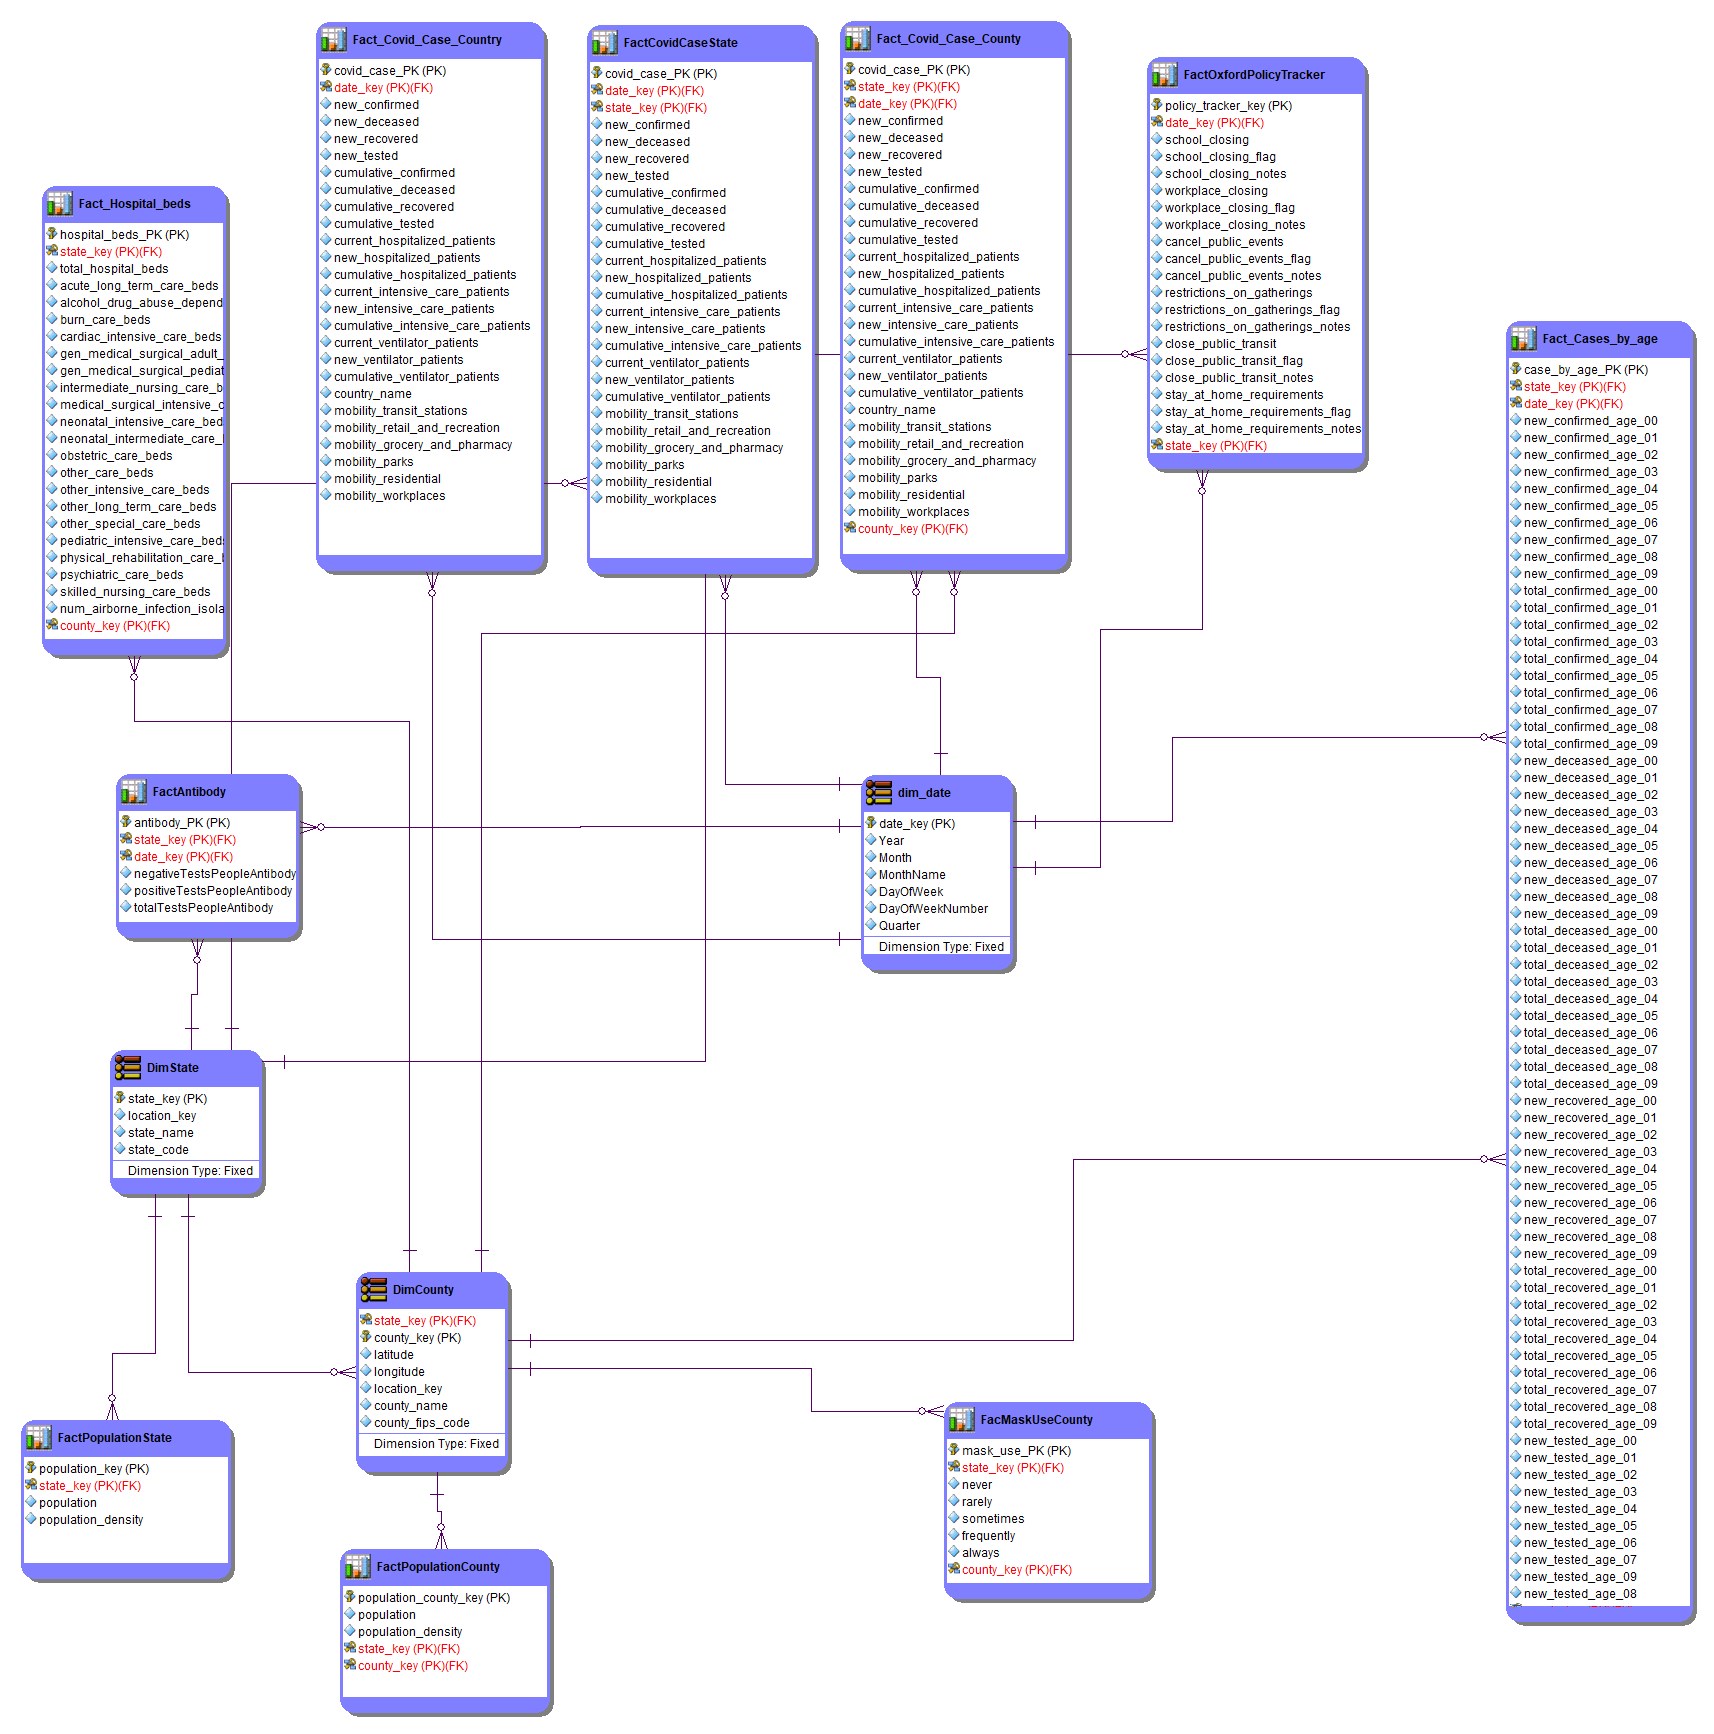 Fact_Covid_Case_Country
covid_case_PK (PK)
date_key (PK)(FK)
new_confirmed
new_deceased
new_recovered
new_tested
cumulative_confirmed
cumulative_deceased
cumulative_recovered
cumulative_tested
current_hospitalized_patients
new_hospitalized_patients
cumulative_hospitalized_patients
current_intensive_care_patients
new_intensive_care_patients
cumulative_intensive_care_patients
current_ventilator_patients
new_ventilator_patients
cumulative_ventilator_patients
country_name
mobility_transit_stations
mobility_retail_and_recreation
mobility_grocery_and_pharmacy
mobility_parks
mobility_residential
mobility_workplaces
FactCovidCaseState
covid_case_PK (PK)
date_key (PK)(FK)
state_key (PK)(FK)
new_confirmed
new_deceased
new_recovered
new_tested
cumulative_confirmed
cumulative_deceased
cumulative_recovered
cumulative_tested
current_hospitalized_patients
new_hospitalized_patients
cumulative_hospitalized_patients
current_intensive_care_patients
new_intensive_care_patients
cumulative_intensive_care_patients
current_ventilator_patients
new_ventilator_patients
cumulative_ventilator_patients
mobility_transit_stations
mobility_retail_and_recreation
mobility_grocery_and_pharmacy
mobility_parks
mobility_residential
mobility_workplaces
Fact_Covid_Case_County
covid_case_PK (PK)
state_key (PK)(FK)
date_key (PK)(FK)
new_confirmed
new_deceased
new_recovered
new_tested
cumulative_confirmed
cumulative_deceased
cumulative_recovered
cumulative_tested
current_hospitalized_patients
new_hospitalized_patients
cumulative_hospitalized_patients
current_intensive_care_patients
new_intensive_care_patients
cumulative_intensive_care_patients
current_ventilator_patients
new_ventilator_patients
cumulative_ventilator_patients
country_name
mobility_transit_stations
mobility_retail_and_recreation
mobility_grocery_and_pharmacy
mobility_parks
mobility_residential
mobility_workplaces
county_key (PK)(FK)
FactOxfordPolicyTracker
policy_tracker_key (PK)
date_key (PK)(FK)
school_closing
school_closing_flag
school_closing_notes
workplace_closing
workplace_closing_flag
workplace_closing_notes
cancel_public_events
cancel_public_events_flag
cancel_public_events_notes
restrictions_on_gatherings
restrictions_on_gatherings_flag
restrictions_on_gatherings_notes
close_public_transit
close_public_transit_flag
close_public_transit_notes
stay_at_home_requirements
stay_at_home_requirements_flag
stay_at_home_requirements_notes
state_key (PK)(FK)
Fact_Hospital_beds
hospital_beds_PK (PK)
state_key (PK)(FK)
total_hospital_beds
acute_long_term_care_beds
alcohol_drug_abuse_depend
burn_care_beds
cardiac_intensive_care_beds
gen_medical_surgical_adult_
gen_medical_surgical_pediat
intermediate_nursing_care_b
medical_surgical_intensive_c
neonatal_intensive_care_bed
neonatal_intermediate_care_
obstetric_care_beds
other_care_beds
other_intensive_care_beds
other_long_term_care_beds
other_special_care_beds
pediatric_intensive_care_bed
physical_rehabilitation_care_
psychiatric_care_beds
skilled_nursing_care_beds
num_airborne_infection_isola
county_key (PK)(FK)
Fact_Cases_by_age
case_by_age_PK (PK)
state_key (PK)(FK)
date_key (PK)(FK)
new_confirmed_age_00
new_confirmed_age_01
new_confirmed_age_02
new_confirmed_age_03
new_confirmed_age_04
new_confirmed_age_05
new_confirmed_age_06
new_confirmed_age_07
new_confirmed_age_08
new_confirmed_age_09
total_confirmed_age_00
total_confirmed_age_01
total_confirmed_age_02
total_confirmed_age_03
total_confirmed_age_04
total_confirmed_age_05
total_confirmed_age_06
total_confirmed_age_07
total_confirmed_age_08
total_confirmed_age_09
new_deceased_age_00
new_deceased_age_01
new_deceased_age_02
new_deceased_age_03
new_deceased_age_04
new_deceased_age_05
new_deceased_age_06
new_deceased_age_07
new_deceased_age_08
new_deceased_age_09
total_deceased_age_00
total_deceased_age_01
total_deceased_age_02
total_deceased_age_03
total_deceased_age_04
total_deceased_age_05
total_deceased_age_06
total_deceased_age_07
total_deceased_age_08
total_deceased_age_09
new_recovered_age_00
new_recovered_age_01
new_recovered_age_02
new_recovered_age_03
new_recovered_age_04
new_recovered_age_05
new_recovered_age_06
new_recovered_age_07
new_recovered_age_08
new_recovered_age_09
total_recovered_age_00
total_recovered_age_01
total_recovered_age_02
total_recovered_age_03
total_recovered_age_04
total_recovered_age_05
total_recovered_age_06
total_recovered_age_07
total_recovered_age_08
total_recovered_age_09
new_tested_age_00
new_tested_age_01
new_tested_age_02
new_tested_age_03
new_tested_age_04
new_tested_age_05
new_tested_age_06
new_tested_age_07
new_tested_age_09
new_tested_age_08
FactAntibody
antibody_PK (PK)
state_key (PK)(FK)
date_key (PK)(FK)
negativeTestsPeopleAntibody
positiveTestsPeopleAntibody
totalTestsPeopleAntibody
dim_date
date_key (PK)
Year
Month
MonthName
DayOfWeek
DayOfWeekNumber
Quarter
Dimension Type: Fixed
DimState
state_key (PK)
location_key
state_name
state_code
Dimension Type: Fixed
DimCounty
state_key (PK)(FK)
county_key (PK)
latitude
longitude
location_key
county_name
county_fips_code
Dimension Type: Fixed
FactPopulationState
population_key (PK)
state_key (PK)(FK)
population
population_density
FacMaskUseCounty
mask_use_PK (PK)
state_key (PK)(FK)
never
rarely
sometimes
frequently
always
county_key (PK)(FK)
FactPopulationCounty
population_county_key (PK)
population
population_density
state_key (PK)(FK)
county_key (PK)(FK)